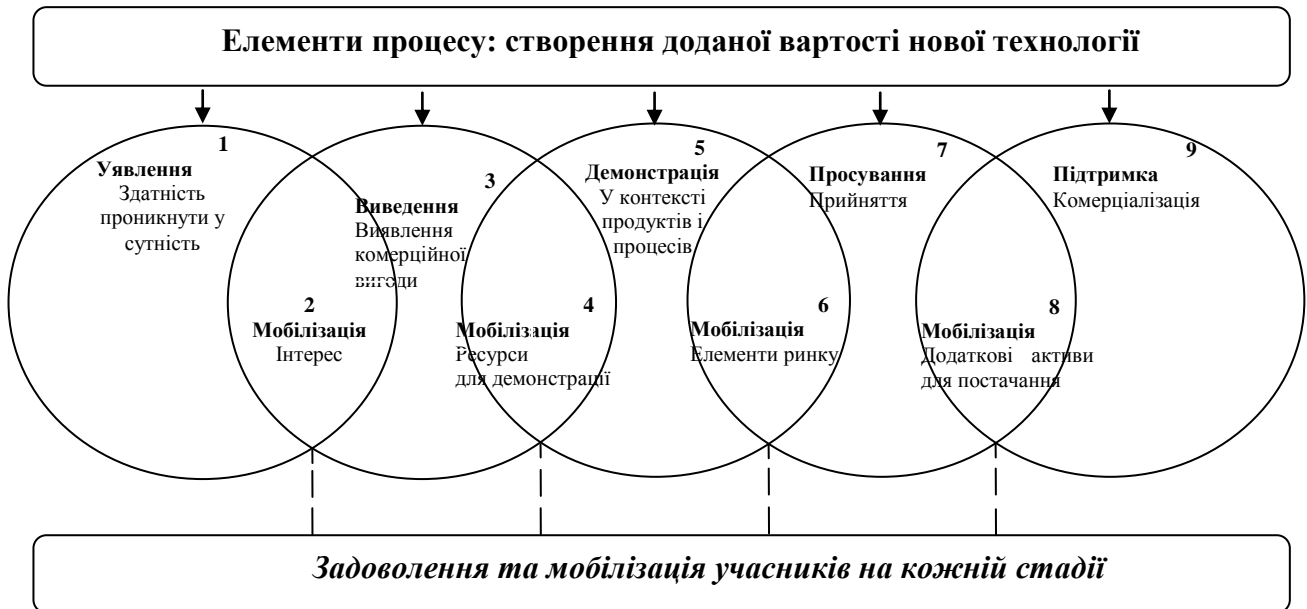 Елементи процесу: створення доданої вартості нової технології
1
Уявлення
Здатність
проникнути у
сутність
2
Мобілізація
Інтерес
3
Виведення
Виявлення
комерційної
вигоди
4
Мобілізація
Ресурси
для демонстрації
5
Демонстрація
У контексті
продуктів і
процесів
6
Мобілізація
Елементи ринку
7
Просування
Прийняття
8
Мобілізація
Додаткові активи
для постачання
9
Підтримка
Комерціалізація
Задоволення та мобілізація учасників на кожній стадії